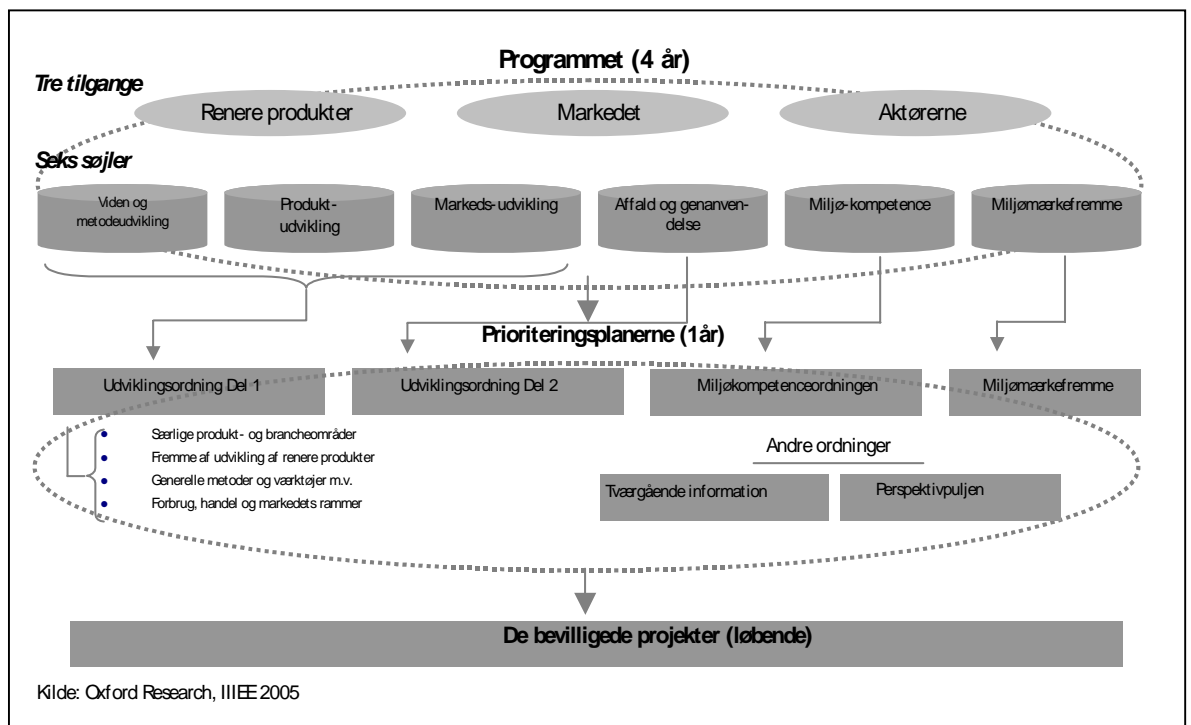 Programmet (4 år)
Tre tilgange
Renere produkter
Markedet
Aktørerne
Seks søjler
Viden og
metodeudvikling
Produkt-
udvikling
Markeds-udvikling
Affald og genanven-
delse
Miljø-kompetence
Miljømærkefremme
Prioriteringsplanerne (1år)
Udviklingsordning Del 1
Udviklingsordning Del 2
Miljøkompetenceordningen
Miljømærkefremme
• Særlige produkt- og brancheområder
• Fremme af udvikling af renere produkter
• Generelle metoder og værktøjer m.v.
• Forbrug, handel og markedets rammer
Andre ordninger
Tværgående information
Perspektivpuljen
De bevilligede projekter (løbende)
Kilde: Oxford Research, IIIEE 2005